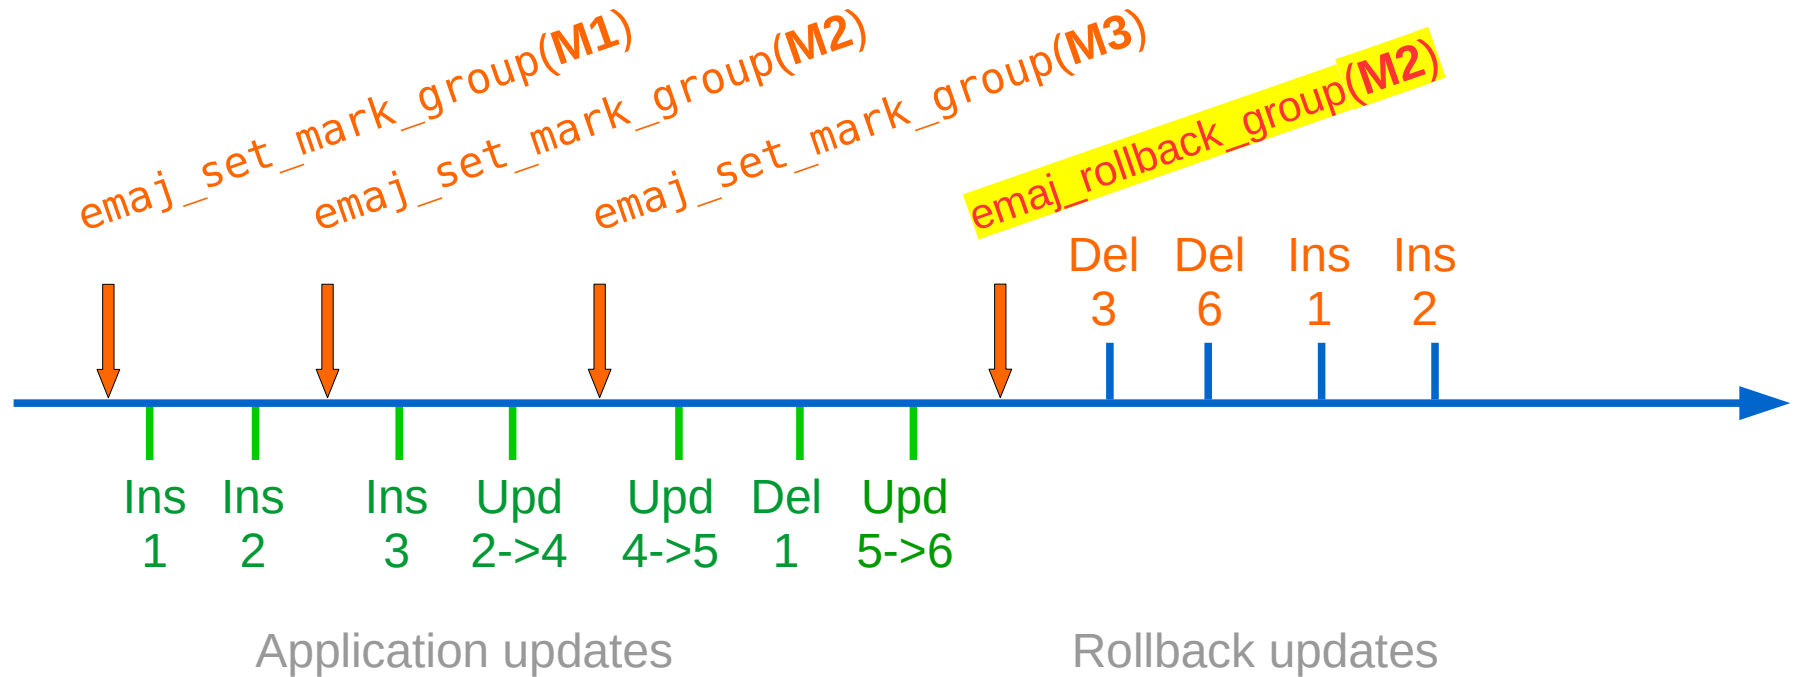 emaj_set_mark_group(M1)
emaj_set_mark_group(M2)
emaj_set_mark_group(M3)
emaj_rollback_group(M2)
Del Del Ins Ins
3 6 1 2
Ins Ins Ins Upd Upd Del Upd
1 2 3 2->4 4->5 1 5->6
Application updates Rollback updates